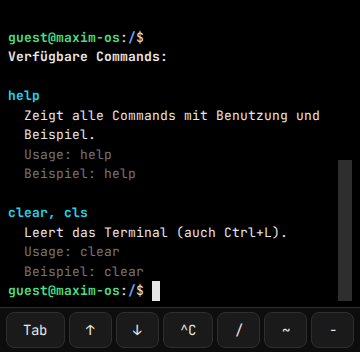 guest@maxim-os:/$
Verfügbare Commands:
help
Zeigt alle Commands mit Benutzung und
Beispiel.
Usage: help
Beispiel: help
clear, cls
Leert das Terminal (auch Ctrl+L).
Usage: clear
Beispiel: clear
guest@maxim-os:/$
Tab ↑ ↓ ^C / ~ -